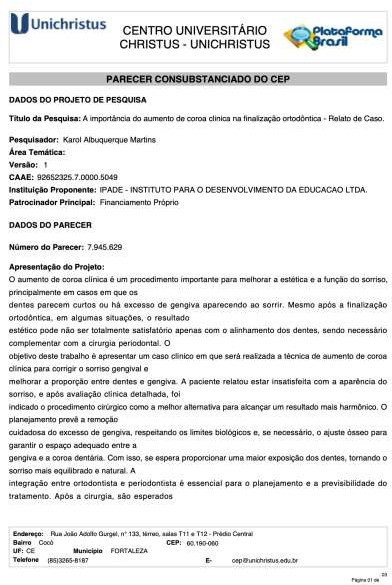 Unichristus
CENTRO UNIVERSITÁRIO
CHRISTUS - UNICHRISTUS
Plataforma
Brasil
PARECER CONSUBSTANCIADO DO CEP
DADOS DO PROJETO DE PESQUISA
Título da Pesquisa: A importância do aumento de coroa clínica na finalização ortodôntica - Relato de Caso.
Pesquisador: Karol Albuquerque Martins
Área Temática:
Versão: 1
CAAE: 92652325.7.0000.5049
Instituição Proponente: IPADE - INSTITUTO PARA O DESENVOLVIMENTO DA EDUCACAO LTDA.
Patrocinador Principal: Financiamento Próprio
DADOS DO PARECER
Número do Parecer: 7.945.629
Apresentação do Projeto:
O aumento de coroa clínica é um procedimento importante para melhorar a estética e a função do sorriso,
principalmente em casos em que os
dentes parecem curtos ou há excesso de gengiva aparecendo ao sorrir. Mesmo após a finalização
ortodôntica, em algumas situações, o resultado
estético pode não ser totalmente satisfatório apenas com o alinhamento dos dentes, sendo necessário
complementar com a cirurgia periodontal. O
objetivo deste trabalho é apresentar um caso clínico em que será realizada a técnica de aumento de coroa
clínica para corrigir o sorriso gengival e
melhorar a proporção entre dentes e gengiva. A paciente relatou estar insatisfeita com a aparência do
sorriso, e após avaliação clínica detalhada, foi
indicado o procedimento cirúrgico como a melhor alternativa para alcançar um resultado mais harmônico. O
planejamento prevê a remoção
cuidadosa do excesso de gengiva, respeitando os limites biológicos e, se necessário, o ajuste ósseo para
garantir o espaço adequado entre a
gengiva e a coroa dentária. Com isso, se espera proporcionar uma maior exposição dos dentes, tornando o
sorriso mais equilibrado e natural. A
integração entre ortodontia e periodontia é essencial para o planejamento e a previsibilidade do
tratamento. Após a cirurgia, são esperados
Endereço: Rua João Adolfo Gurgel, n° 133, térreo, salas T11 e T12 - Prédio Central
Bairro Cocó CEP: 60.190-060
UF: CE Município FORTALEZA
Telefone (85)3265-8187 E- cep@unichristus.edu.br
Página 01 de